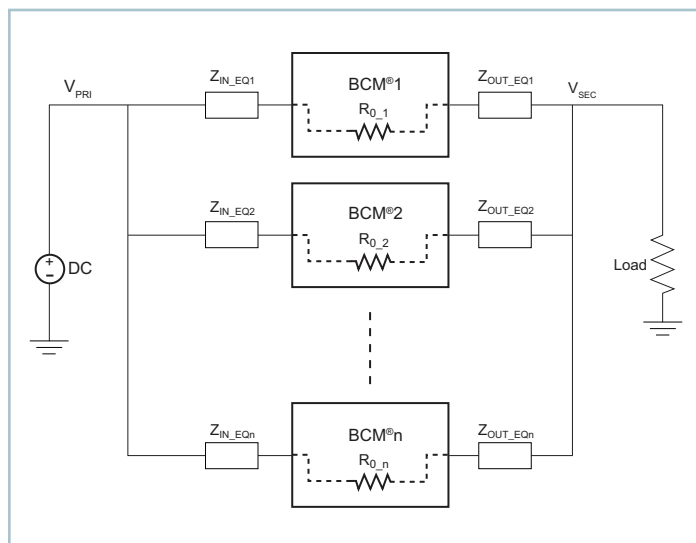 V_PRI
Z_IN_EQ1
BCM®1
R_0_1
Z_OUT_EQ1
V_SEC
Z_IN_EQ2
BCM®2
R_0_2
Z_OUT_EQ2
+
DC
Load
Z_IN_EQn
BCM®n
R_0_n
Z_OUT_EQn